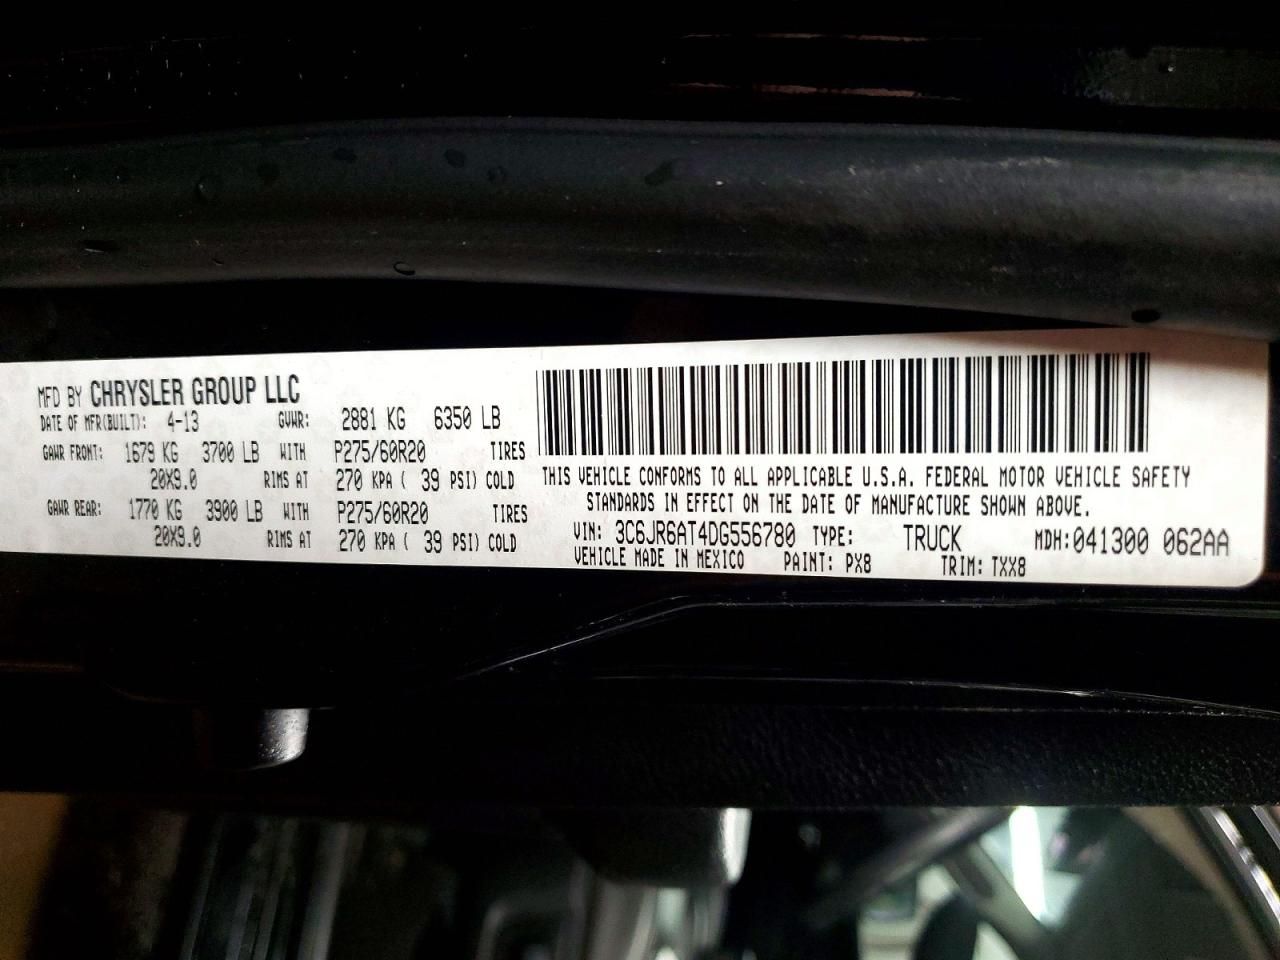 MFD BY CHRYSLER GROUP LLC
DATE OF MFR(BUILT): 4-13 GVWR: 2881 KG 6350 LB
GAWR FRONT: 1679 KG 3700 LB WITH P275/60R20 TIRES
20X9.0 RIMS AT 270 KPA ( 39 PSI) COLD
GAWR REAR: 1770 KG 3900 LB WITH P275/60R20 TIRES
20X9.0 RIMS AT 270 KPA ( 39 PSI) COLD
THIS VEHICLE CONFORMS TO ALL APPLICABLE U.S.A. FEDERAL MOTOR VEHICLE SAFETY
STANDARDS IN EFFECT ON THE DATE OF MANUFACTURE SHOWN ABOVE.
VIN: 3C6JR6AT4DG556780 TYPE: TRUCK MDH:041300 062AA
VEHICLE MADE IN MEXICO PAINT: PX8 TRIM: TXX8